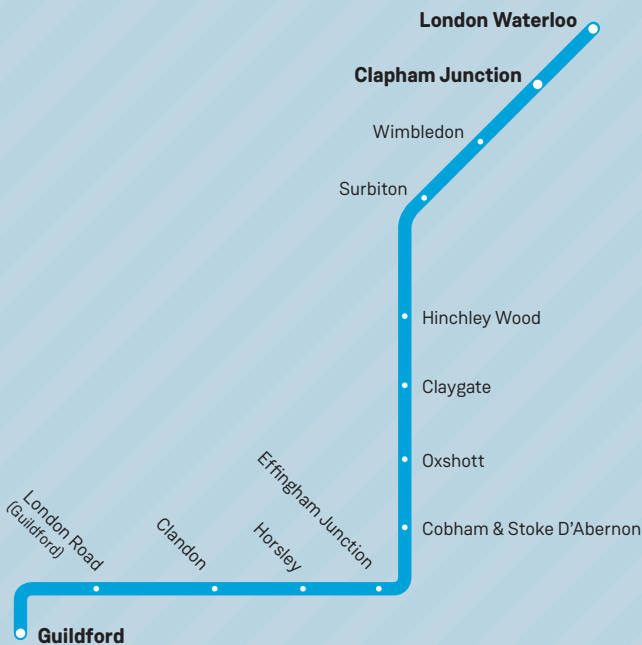 London Waterloo
Clapham Junction
Wimbledon
Surbiton
Hinchley Wood
Claygate
Oxshott
Cobham & Stoke D’Abernon
Effingham Junction
Horsley
Clandon
London Road
(Guildford)
Guildford